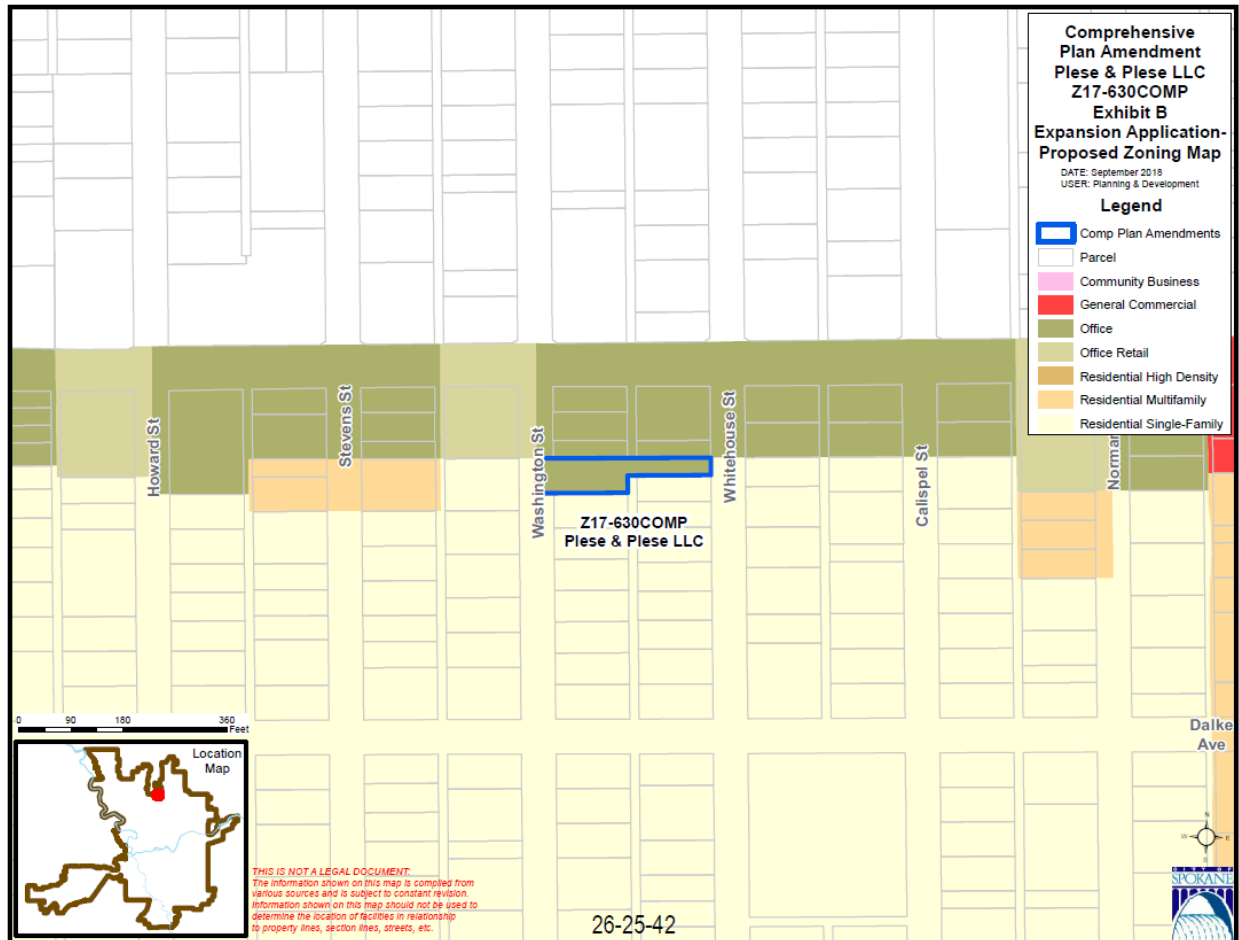 Comprehensive
Plan Amendment
Plese & Plese LLC
Z17-630COMP
Exhibit B
Expansion Application-
Proposed Zoning Map
DATE: September 2018
USER: Planning & Development
Legend
Comp Plan Amendments
Parcel
Community Business
General Commercial
Office
Office Retail
Residential High Density
Residential Multifamily
Residential Single-Family
Howard St
Stevens St
Washington St
Whitehouse St
Calispel St
Norman
Z17-630COMP
Plese & Plese LLC
Dalke
Ave
0 90 180 360
Feet
Location
Map
THIS IS NOT A LEGAL DOCUMENT:
The information shown on this map is compiled from
various sources and is subject to constant revision.
Information shown on this map should not be used to
determine the location of facilities in relationship
to property lines, section lines, streets, etc.
26-25-42
N
W E
S
CITY OF
SPOKANE